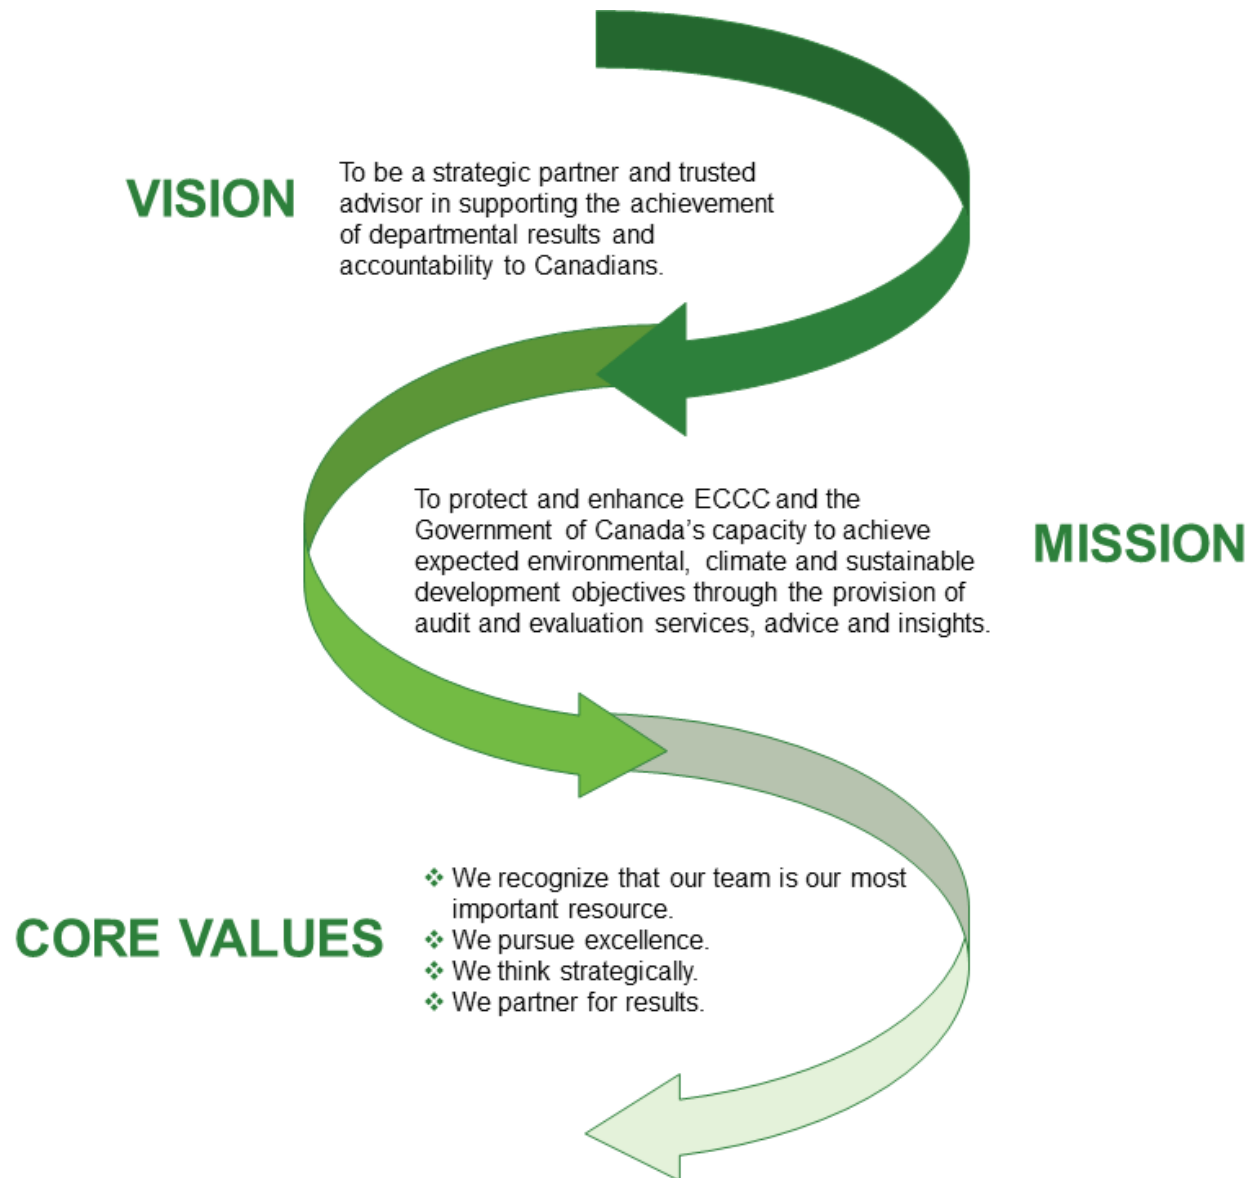 VISION
To be a strategic partner and trusted
advisor in supporting the achievement
of departmental results and
accountability to Canadians.
To protect and enhance ECCC and the
Government of Canada’s capacity to achieve
expected environmental, climate and sustainable
development objectives through the provision of
audit and evaluation services, advice and insights.
MISSION
CORE VALUES
❖ We recognize that our team is our most
important resource.
❖ We pursue excellence.
❖ We think strategically.
❖ We partner for results.